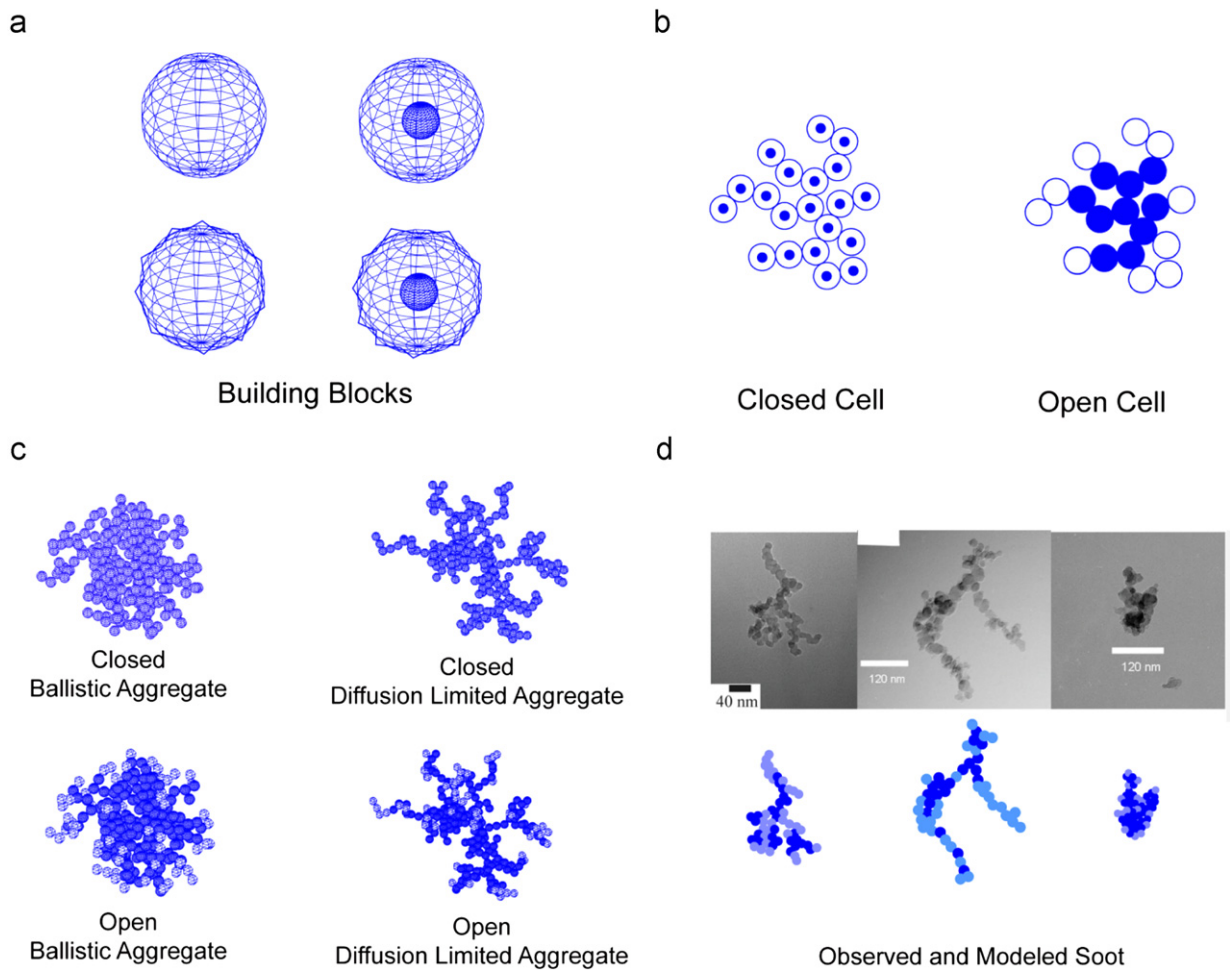 a
b
Building Blocks
Closed Cell
Open Cell
c
d
Closed
Ballistic Aggregate
Closed
Diffusion Limited Aggregate
40 nm
120 nm
120 nm
Open
Ballistic Aggregate
Open
Diffusion Limited Aggregate
Observed and Modeled Soot